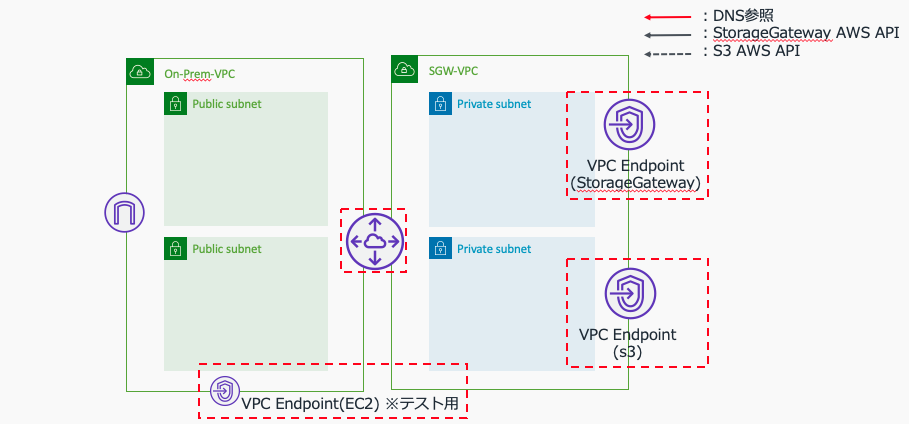 : DNS参照
: StorageGateway AWS API
: S3 AWS API
On-Prem-VPC
SGW-VPC
Public subnet
Private subnet
VPC Endpoint
(StorageGateway)
Public subnet
Private subnet
VPC Endpoint
(s3)
VPC Endpoint(EC2) ※テスト用